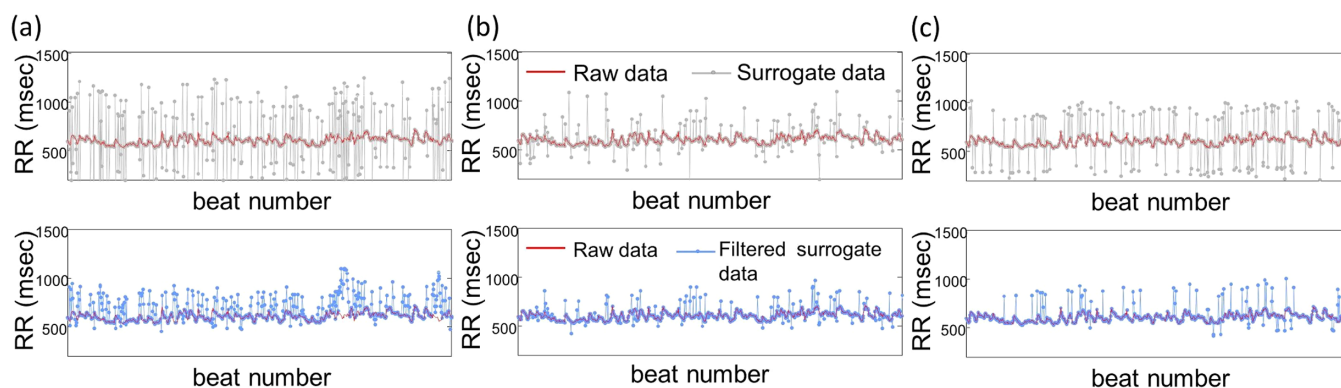 (a)
(b)
(c)
1500
1000
500
RR (msec)
beat number
1500
1000
500
RR (msec)
Raw data
Surrogate data
beat number
1500
1000
500
RR (msec)
beat number
1500
1000
500
RR (msec)
beat number
1500
1000
500
RR (msec)
Raw data
Filtered surrogate
data
beat number
1500
1000
500
RR (msec)
beat number